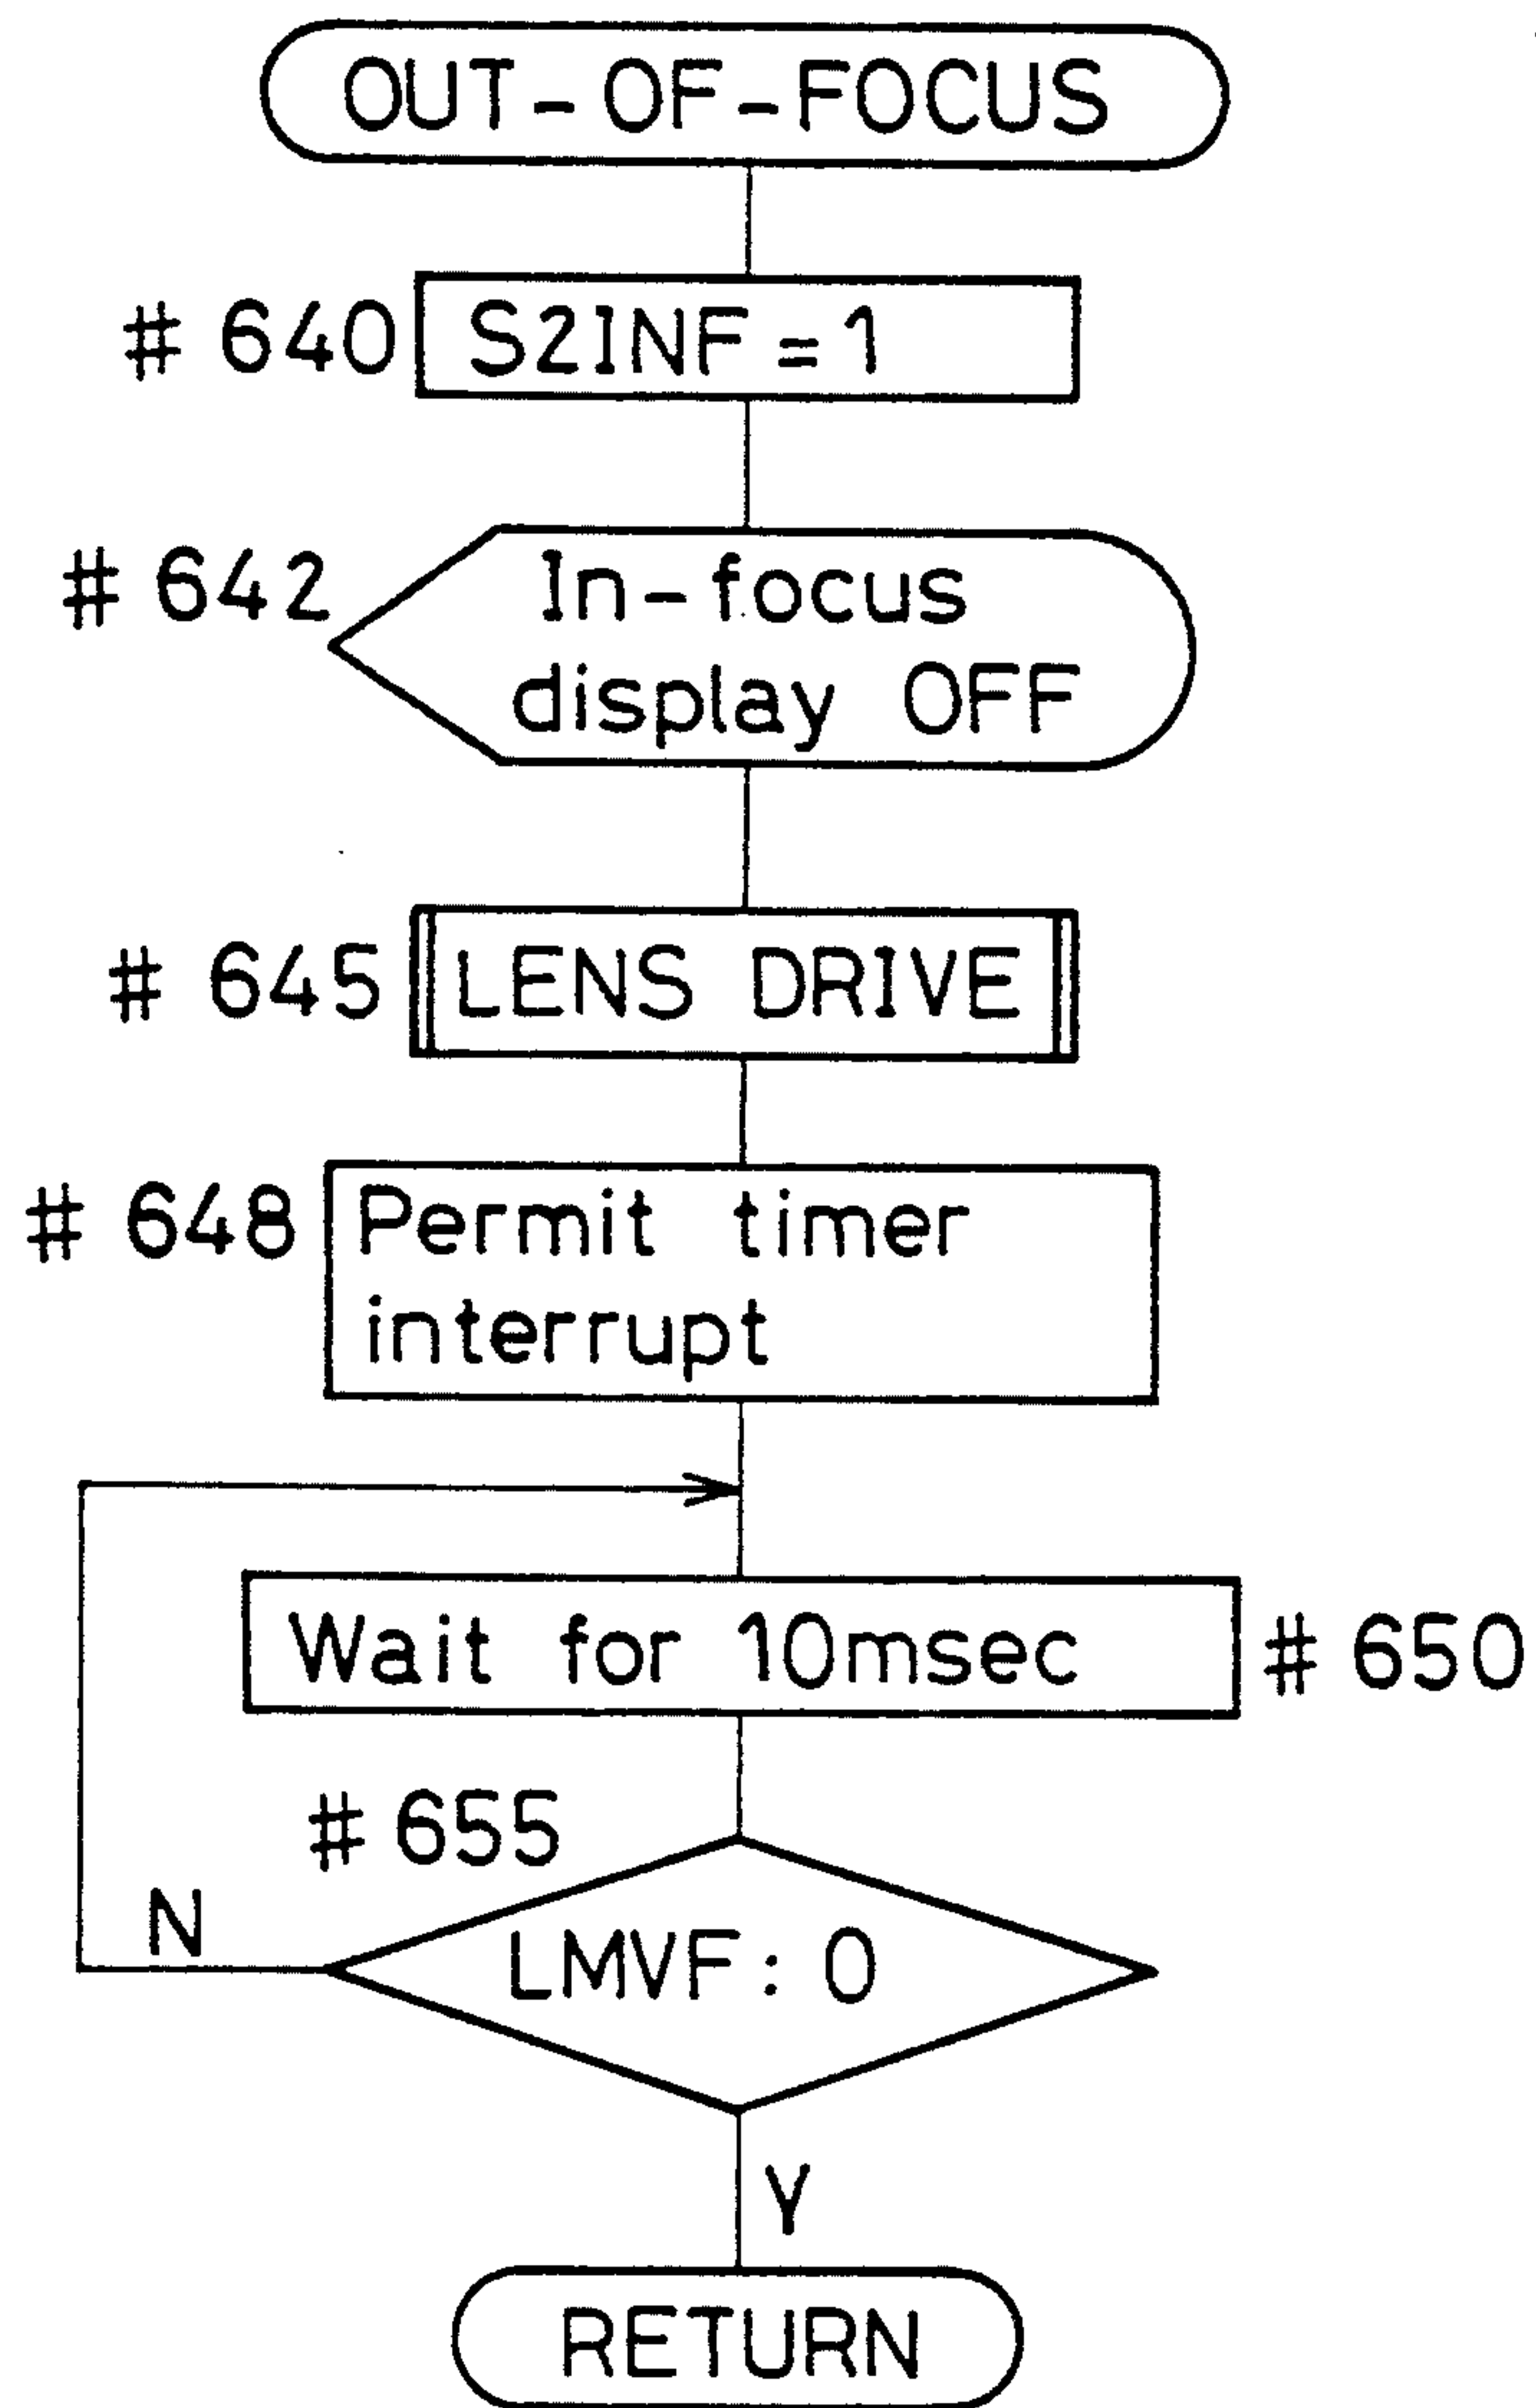 OUT-OF-FOCUS
# 640
S2INF = 1
# 642
In-focus
display OFF
# 645
LENS DRIVE
# 648
Permit timer
interrupt
Wait for 10msec
# 650
# 655
LMVF : 0
N
Y
RETURN